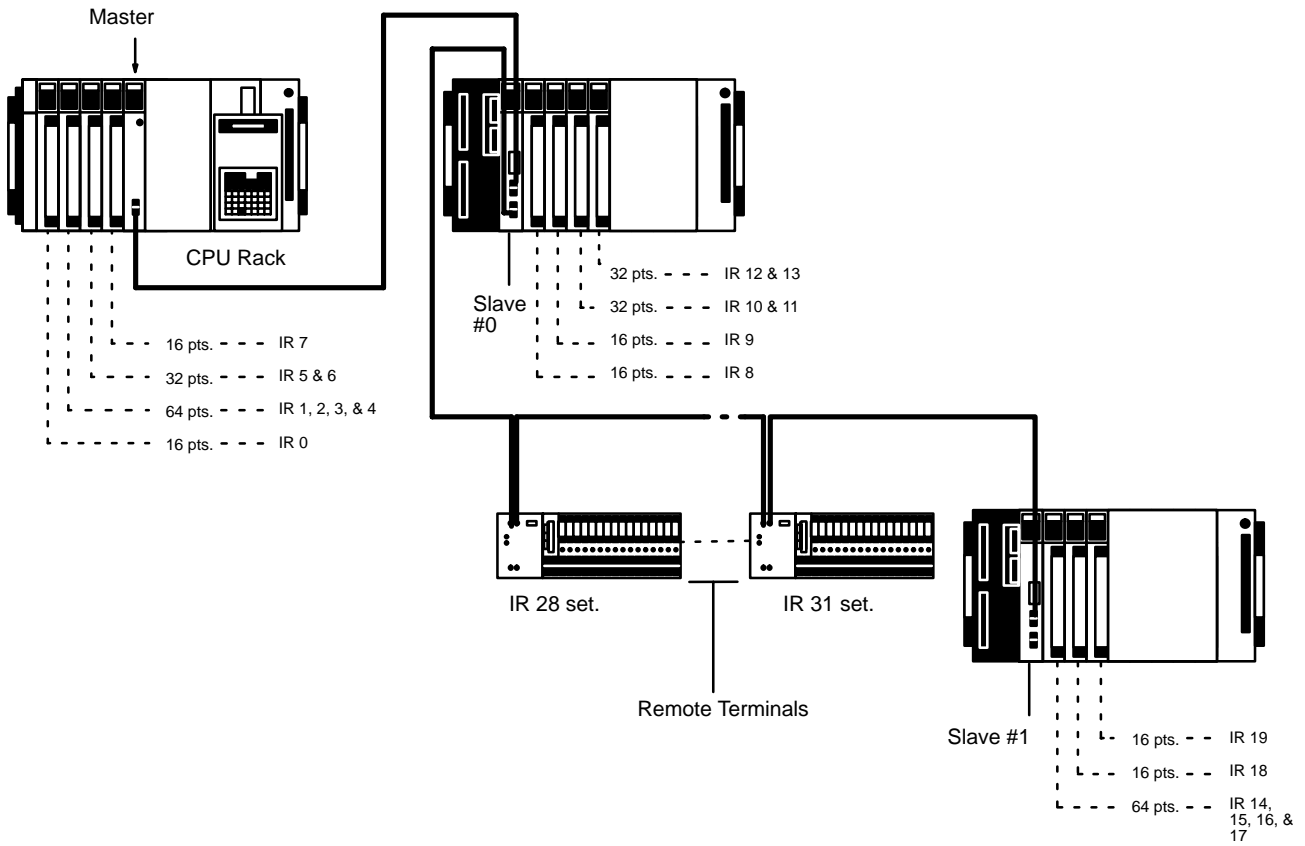 Master
CPU Rack
16 pts. IR 7
32 pts. IR 5 & 6
64 pts. IR 1, 2, 3, & 4
16 pts. IR 0
Slave
#0
32 pts. IR 12 & 13
32 pts. IR 10 & 11
16 pts. IR 9
16 pts. IR 8
IR 28 set.
IR 31 set.
Remote Terminals
Slave #1
16 pts. IR 19
16 pts. IR 18
64 pts. IR 14,
15, 16, &
17